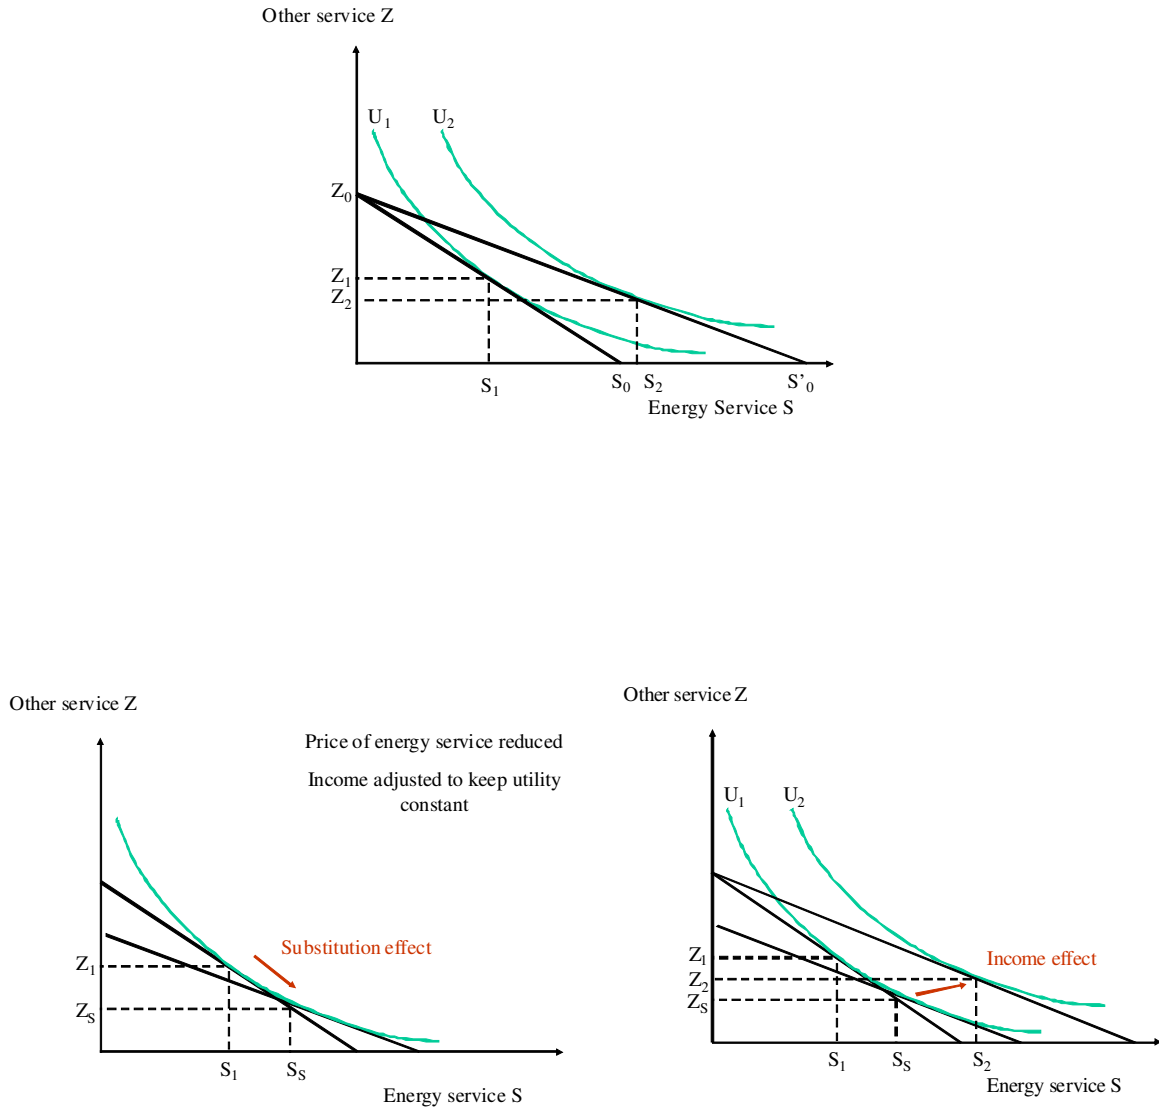 Other service Z
U1 U2
Z0
Z1
Z2
S1 S0 S2 S’0
Energy Service S
Other service Z
Price of energy service reduced
Income adjusted to keep utility
constant
Substitution effect
Z1
ZS
S1 SS
Energy service S
Other service Z
U1 U2
Z1
Z2
ZS
Income effect
S1 SS S2
Energy service S